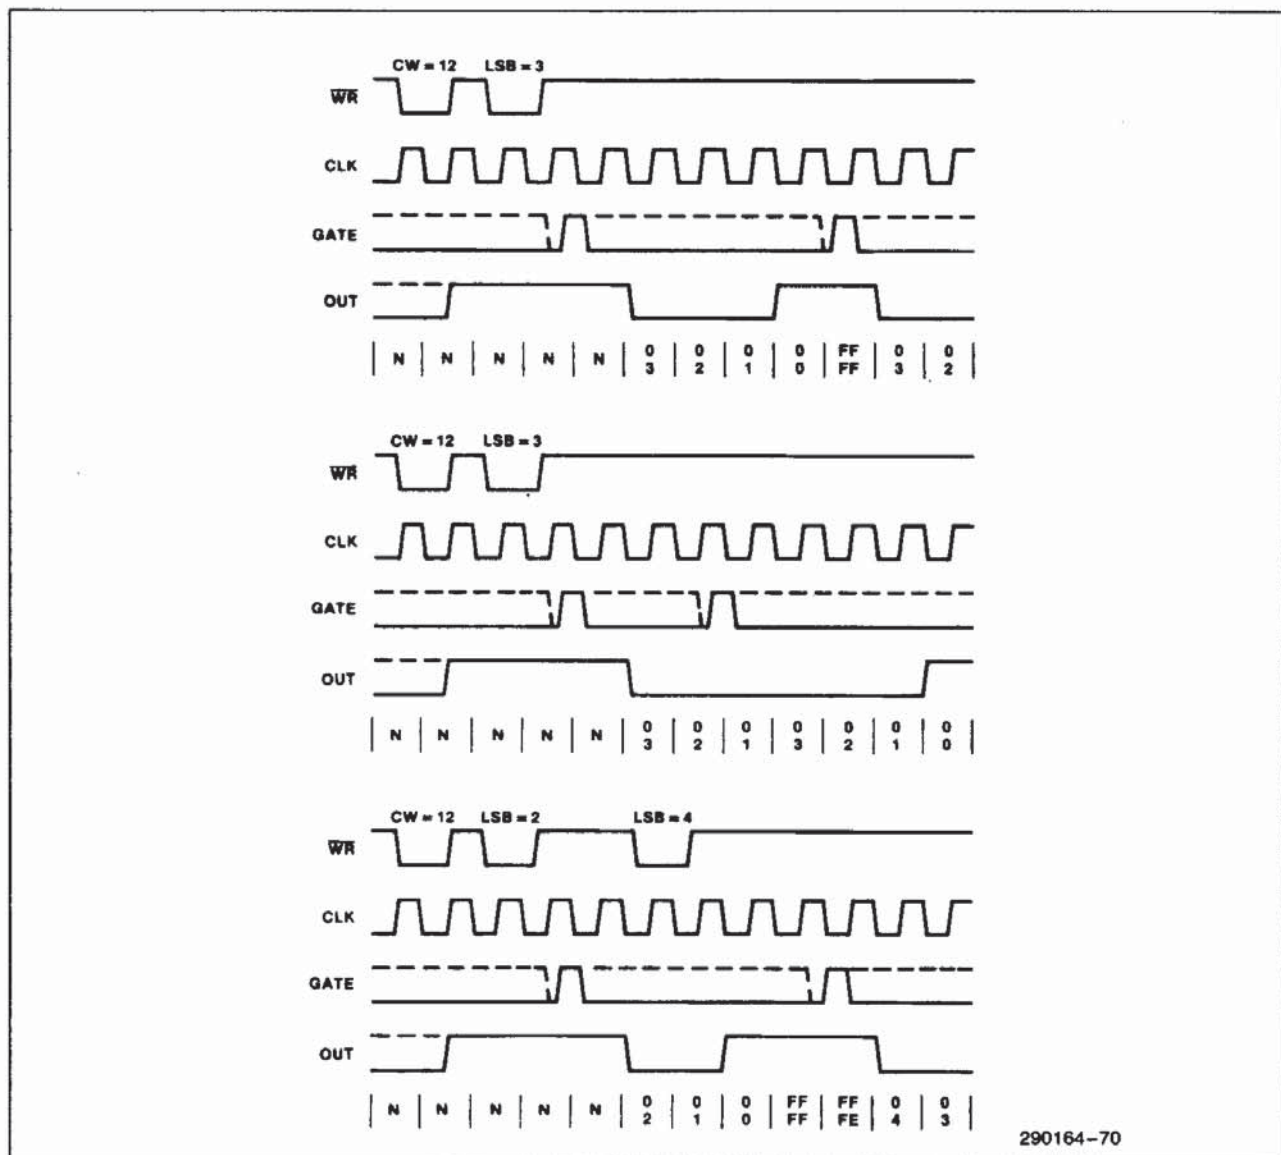 CW = 12 LSB = 3
WR
CLK
GATE
OUT
N N N N N 0 0 0 0 FF 0 0
3 2 1 0 FF 3 2
CW = 12 LSB = 3
WR
CLK
GATE
OUT
N N N N N 0 0 0 0 0 0 0
3 2 1 3 2 1 0
CW = 12 LSB = 2 LSB = 4
WR
CLK
GATE
OUT
N N N N N 0 0 0 FF FF 0 0
2 1 0 FF FE 4 3
290164-70